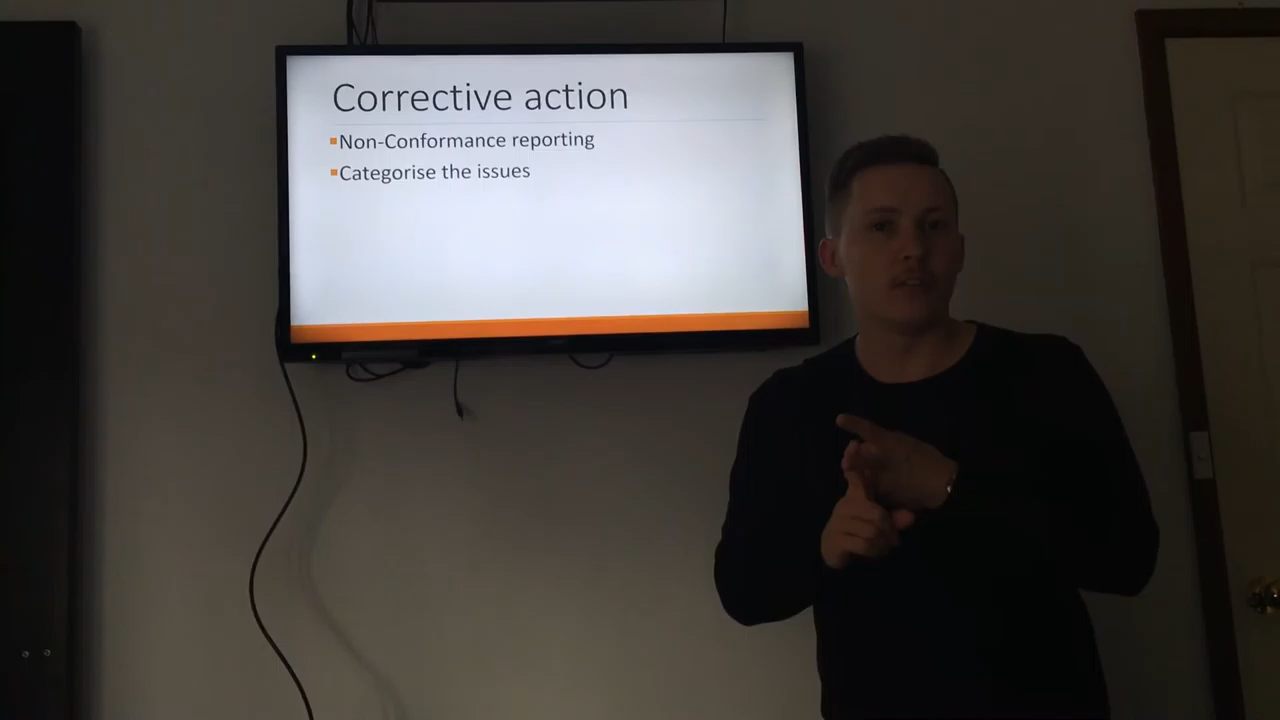 Corrective action
Non-Conformance reporting
Categorise the issues